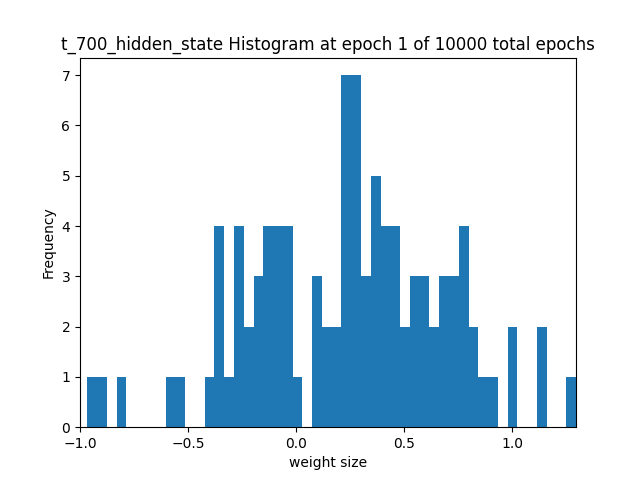 t_700_hidden_state Histogram at epoch 1 of 10000 total epochs
7
6
5
4
3
2
1
0
Frequency
−1.0 −0.5 0.0 0.5 1.0
weight size